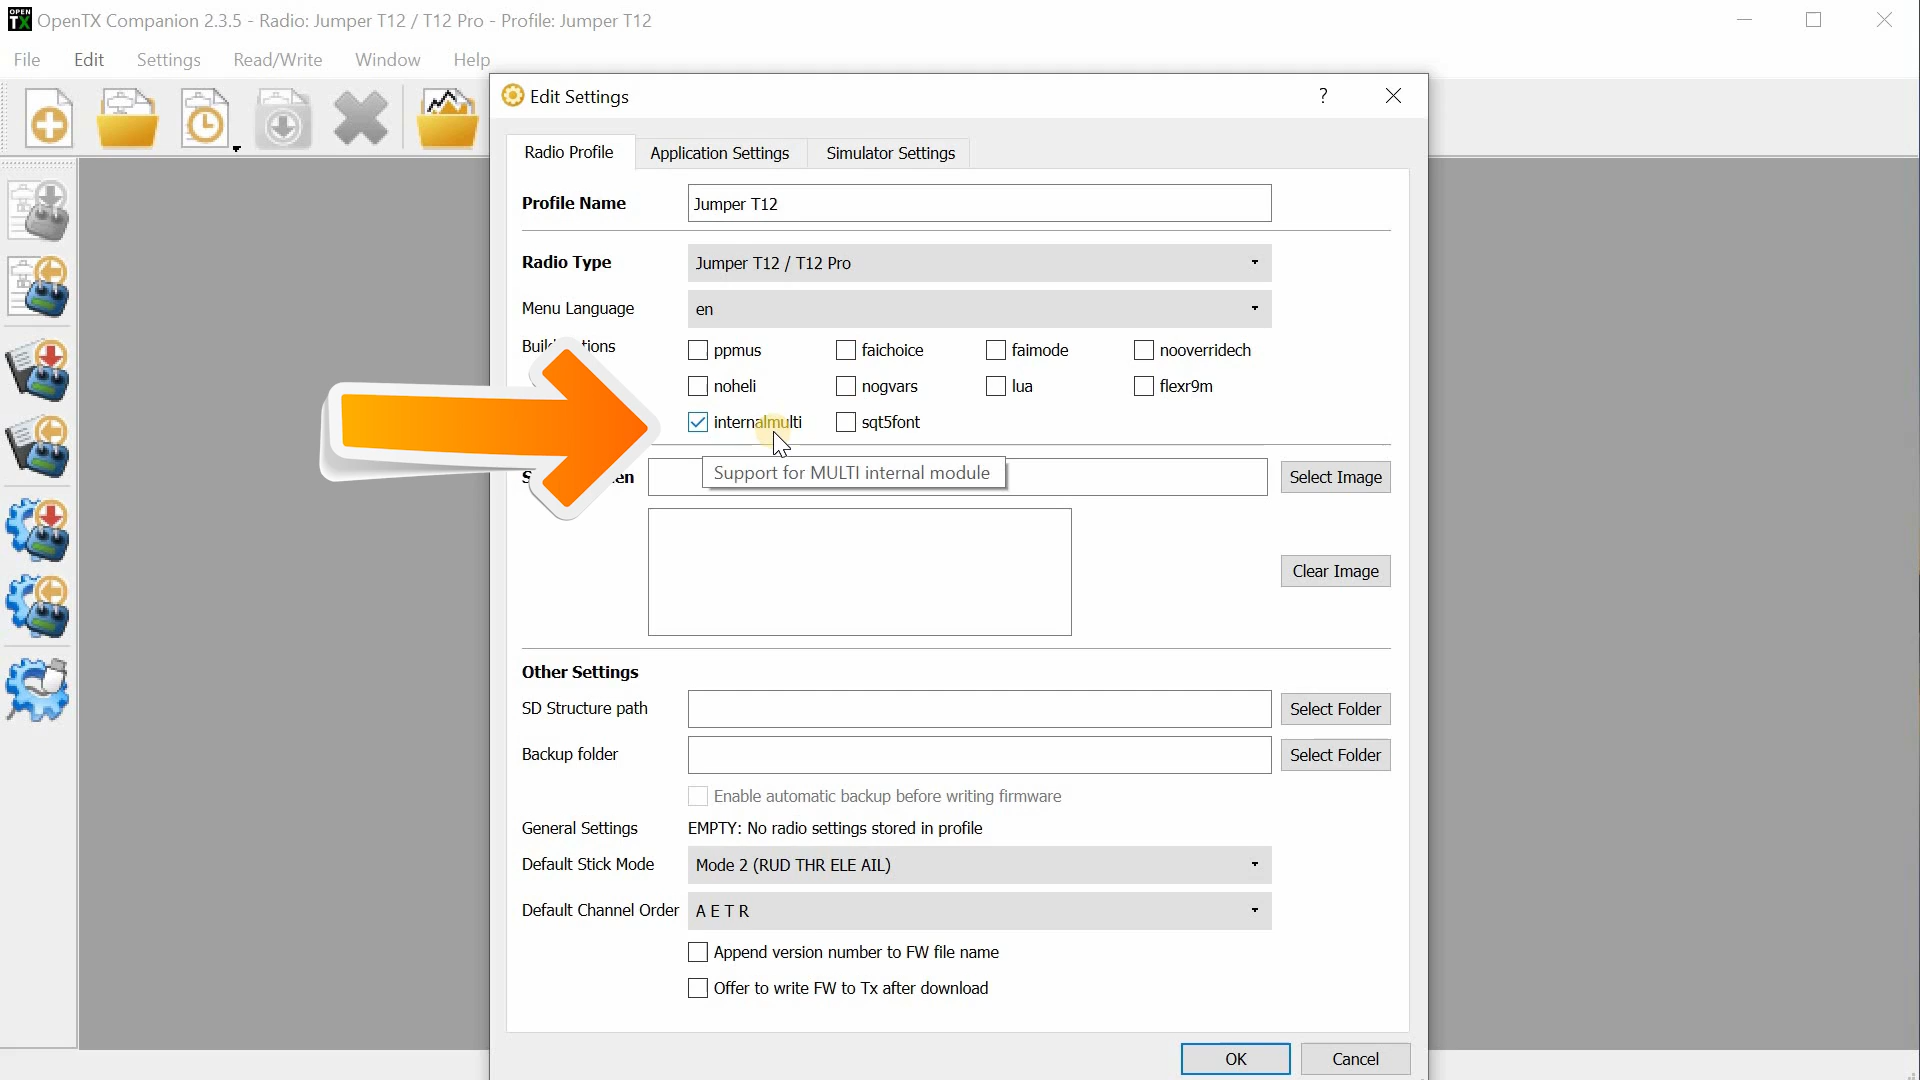 OPEN TX OpenTX Companion 2.3.5 - Radio: Jumper T12 / T12 Pro - Profile: Jumper T12
File Edit Settings Read/Write Window Help
Edit Settings ?
Radio Profile Application Settings Simulator Settings
Profile Name Jumper T12
Radio Type Jumper T12 / T12 Pro
Menu Language en
ppmus faichoice faimode nooverridech
noheli nogvars lua flexr9m
internalmulti sqt5font
Support for MULTI internal module
Select Image
Clear Image
Other Settings
SD Structure path Select Folder
Backup folder Select Folder
Enable automatic backup before writing firmware
General Settings EMPTY: No radio settings stored in profile
Default Stick Mode Mode 2 (RUD THR ELE AIL)
Default Channel Order A E T R
Append version number to FW file name
Offer to write FW to Tx after download
OK Cancel